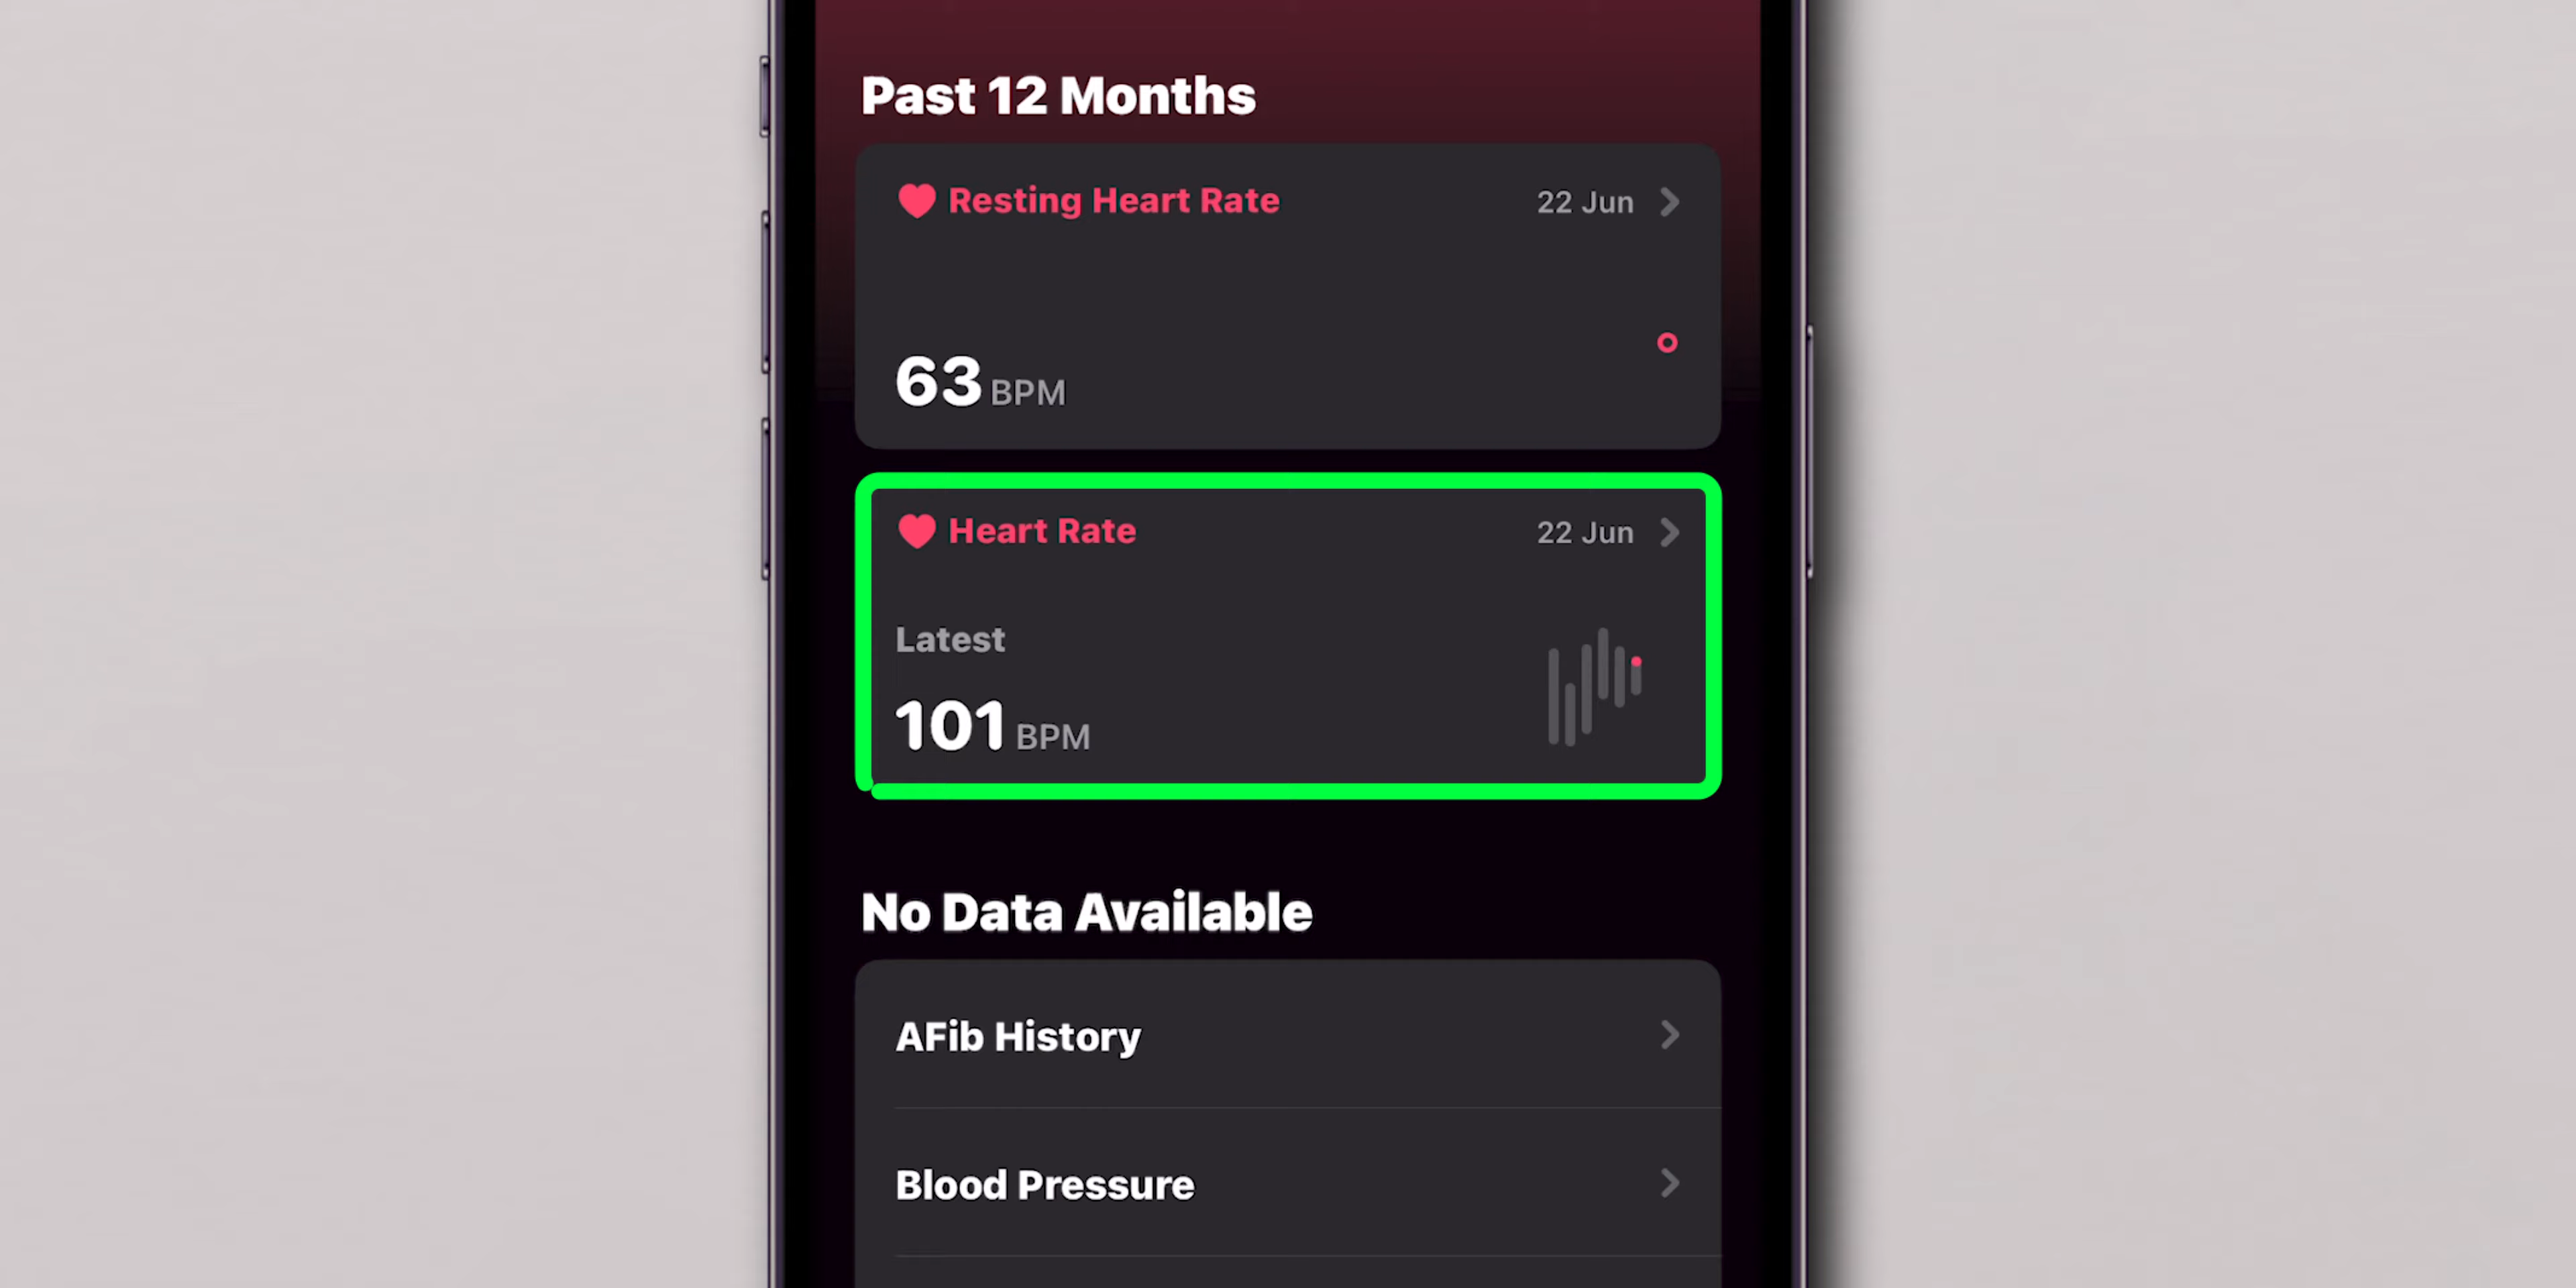 Past 12 Months
Resting Heart Rate 22 Jun
63 BPM
Heart Rate 22 Jun
Latest
101 BPM
No Data Available
AFib History
Blood Pressure